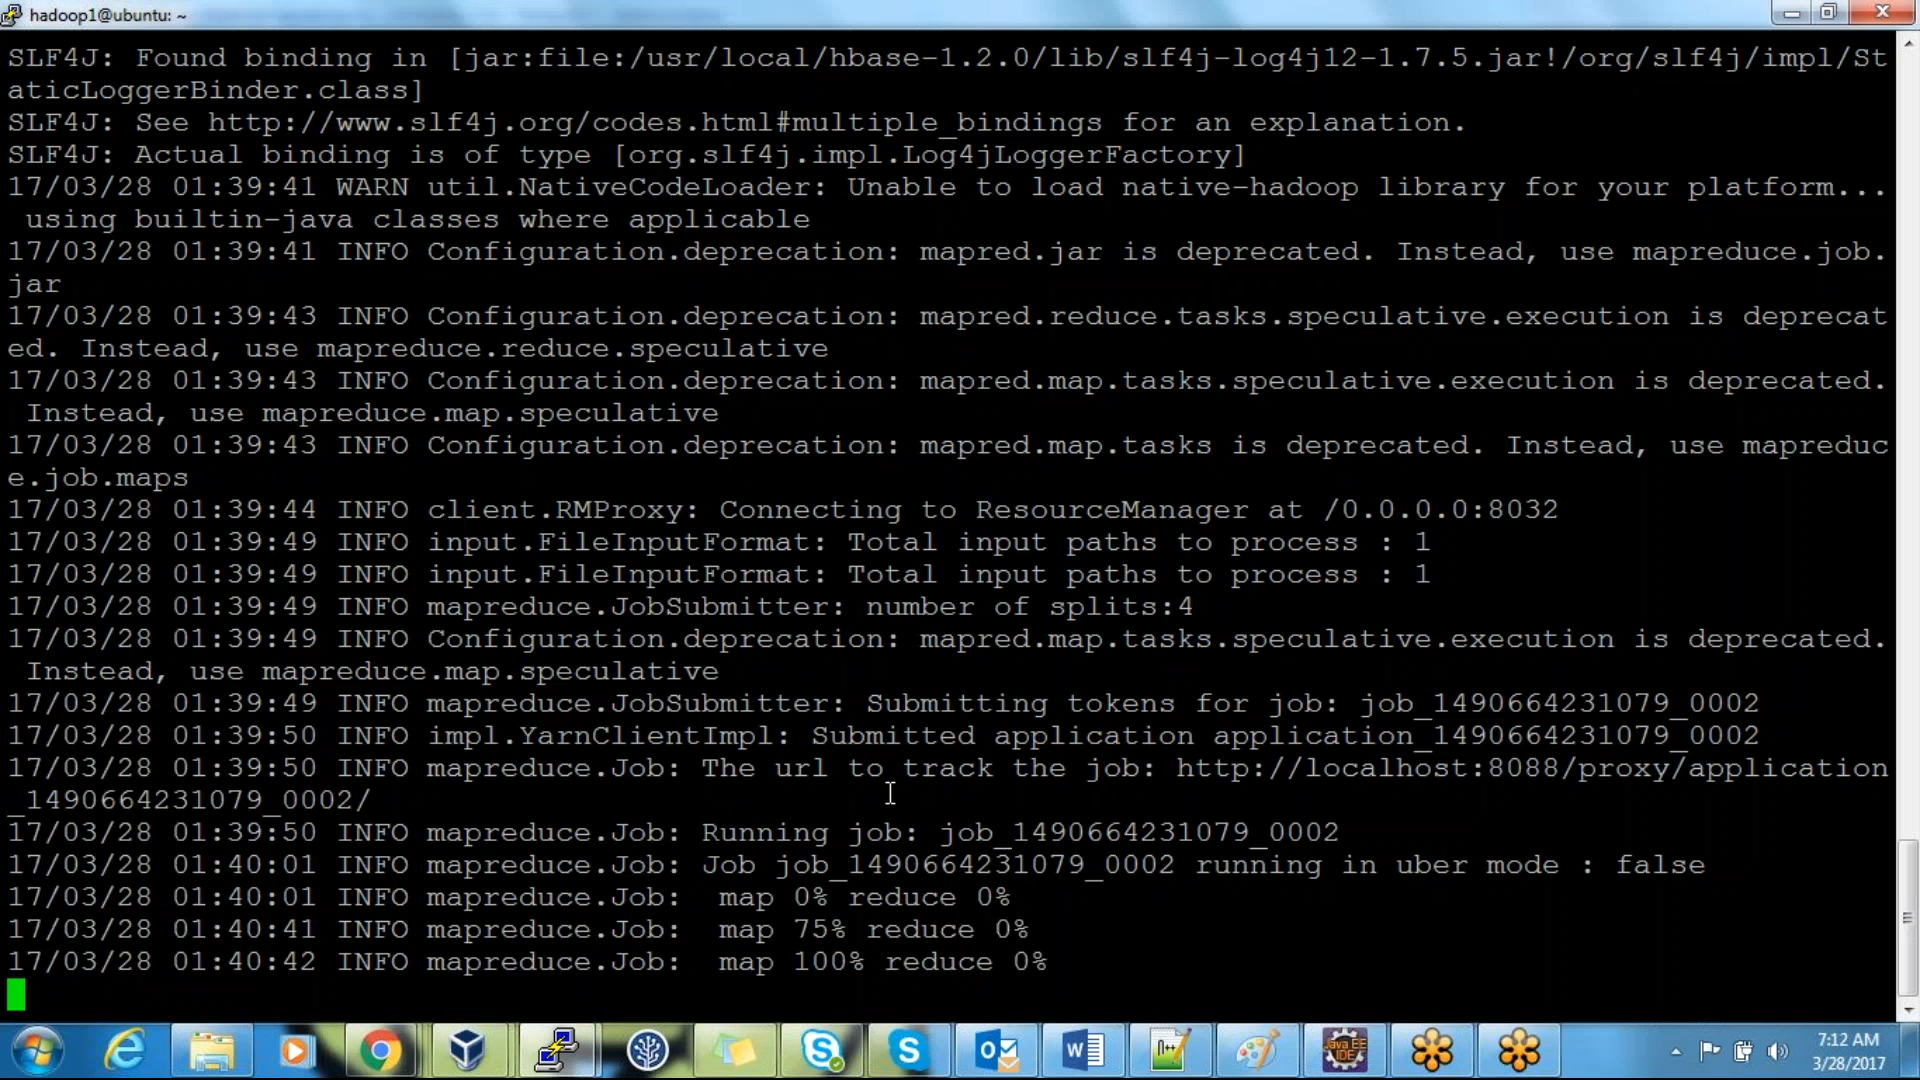 hadoop1@ubuntu: ~
SLF4J: Found binding in [jar:file:/usr/local/hbase-1.2.0/lib/slf4j-log4j12-1.7.5.jar!/org/slf4j/impl/St
aticLoggerBinder.class]
SLF4J: See http://www.slf4j.org/codes.html#multiple_bindings for an explanation.
SLF4J: Actual binding is of type [org.slf4j.impl.Log4jLoggerFactory]
17/03/28 01:39:41 WARN util.NativeCodeLoader: Unable to load native-hadoop library for your platform...
 using builtin-java classes where applicable
17/03/28 01:39:41 INFO Configuration.deprecation: mapred.jar is deprecated. Instead, use mapreduce.job.
jar
17/03/28 01:39:43 INFO Configuration.deprecation: mapred.reduce.tasks.speculative.execution is deprecat
ed. Instead, use mapreduce.reduce.speculative
17/03/28 01:39:43 INFO Configuration.deprecation: mapred.map.tasks.speculative.execution is deprecated.
 Instead, use mapreduce.map.speculative
17/03/28 01:39:43 INFO Configuration.deprecation: mapred.map.tasks is deprecated. Instead, use mapreduc
e.job.maps
17/03/28 01:39:44 INFO client.RMProxy: Connecting to ResourceManager at /0.0.0.0:8032
17/03/28 01:39:49 INFO input.FileInputFormat: Total input paths to process : 1
17/03/28 01:39:49 INFO input.FileInputFormat: Total input paths to process : 1
17/03/28 01:39:49 INFO mapreduce.JobSubmitter: number of splits:4
17/03/28 01:39:49 INFO Configuration.deprecation: mapred.map.tasks.speculative.execution is deprecated.
 Instead, use mapreduce.map.speculative
17/03/28 01:39:49 INFO mapreduce.JobSubmitter: Submitting tokens for job: job_1490664231079_0002
17/03/28 01:39:50 INFO impl.YarnClientImpl: Submitted application application_1490664231079_0002
17/03/28 01:39:50 INFO mapreduce.Job: The url to track the job: http://localhost:8088/proxy/application
_1490664231079_0002/
17/03/28 01:39:50 INFO mapreduce.Job: Running job: job_1490664231079_0002
17/03/28 01:40:01 INFO mapreduce.Job: Job job_1490664231079_0002 running in uber mode : false
17/03/28 01:40:01 INFO mapreduce.Job:  map 0% reduce 0%
17/03/28 01:40:41 INFO mapreduce.Job:  map 75% reduce 0%
17/03/28 01:40:42 INFO mapreduce.Job:  map 100% reduce 0%
Java EE
IDE
7:12 AM
3/28/2017